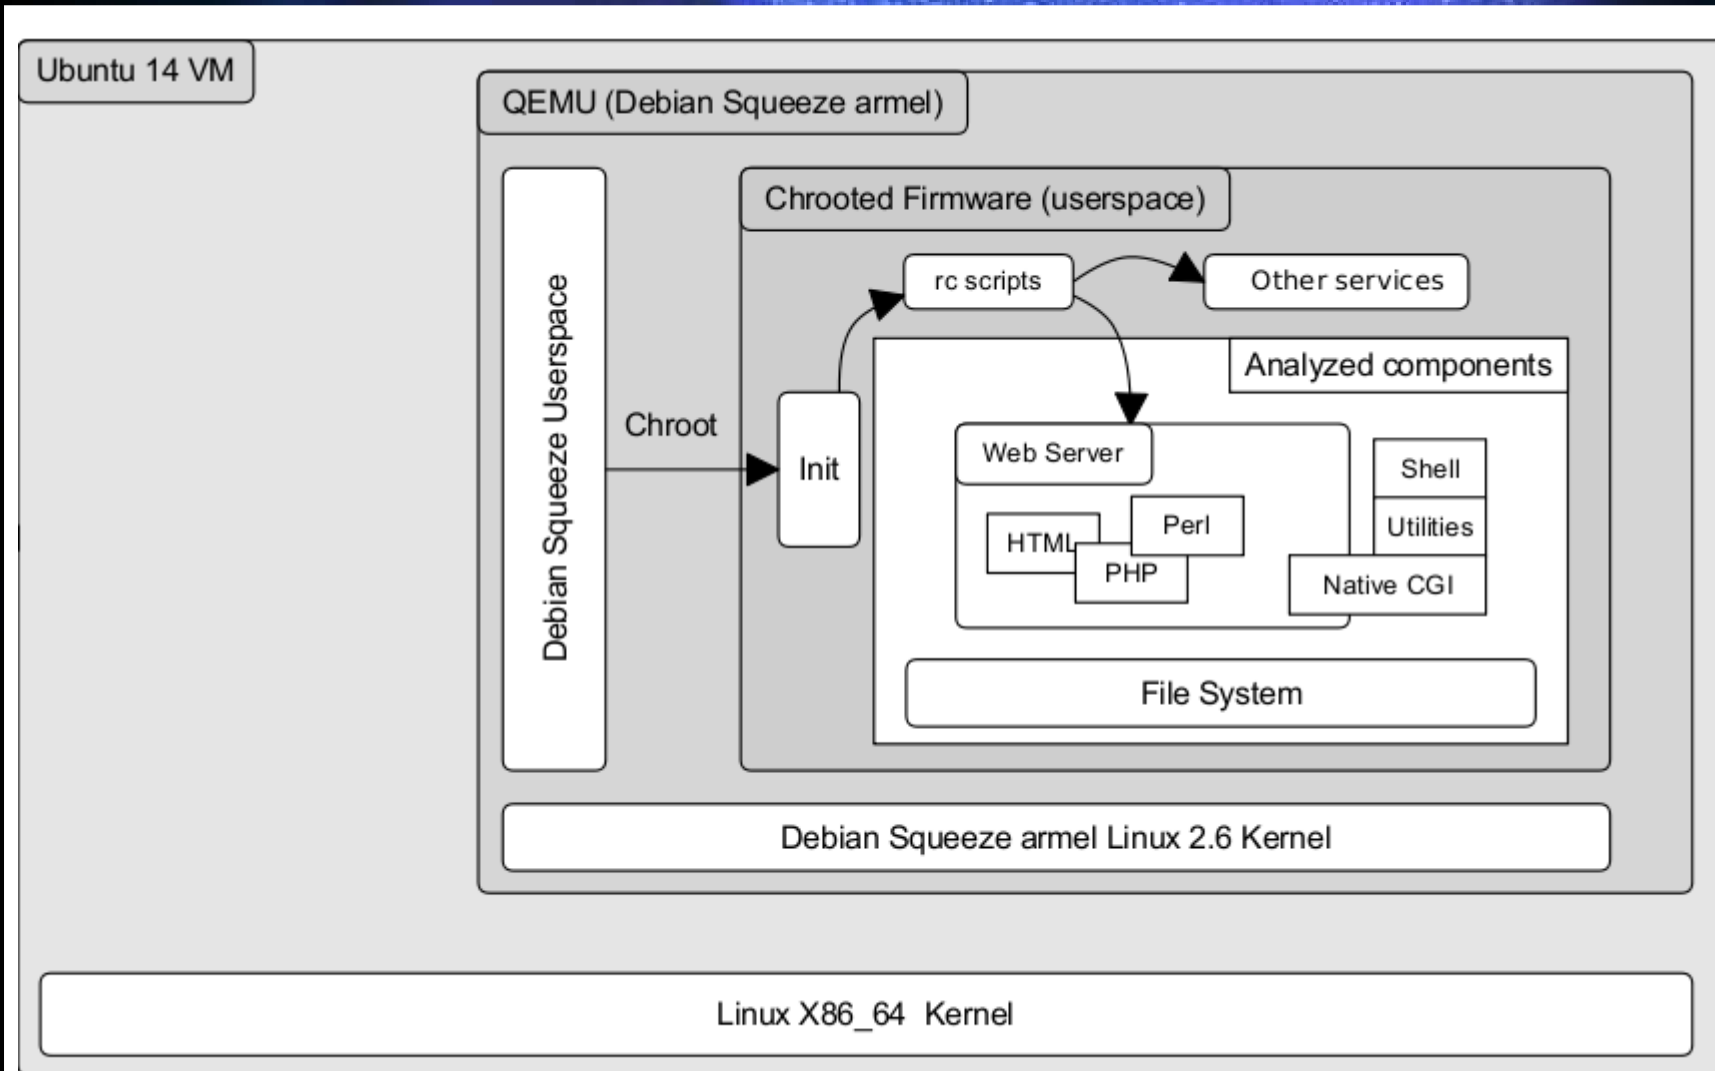 Ubuntu 14 VM
QEMU (Debian Squeeze armel)
Debian Squeeze Userspace
Chroot
Chrooted Firmware (userspace)
rc scripts
Other services
Init
Analyzed components
Web Server
HTML
PHP
Perl
Shell
Utilities
Native CGI
File System
Debian Squeeze armel Linux 2.6 Kernel
Linux X86_64 Kernel